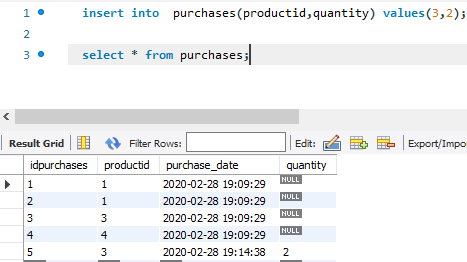 1 insert into purchases(productid,quantity) values(3,2);
2
3 select * from purchases;
Result Grid Filter Rows: Edit: Export/Impo
idpurchases productid purchase_date quantity
1 1 2020-02-28 19:09:29 NULL
2 1 2020-02-28 19:09:29 NULL
3 3 2020-02-28 19:09:29 NULL
4 4 2020-02-28 19:09:29 NULL
5 3 2020-02-28 19:14:38 2